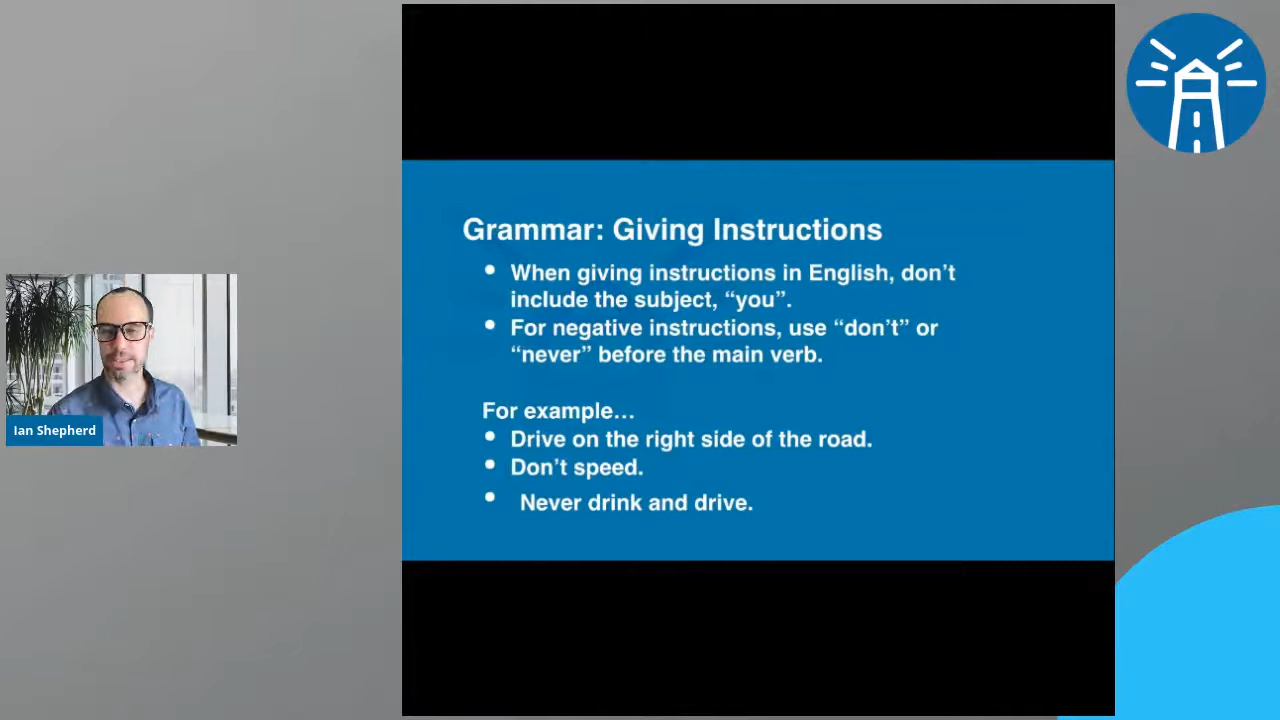 Grammar: Giving Instructions
• When giving instructions in English, don’t
include the subject, “you”.
• For negative instructions, use “don’t” or
“never” before the main verb.
For example…
• Drive on the right side of the road.
• Don’t speed.
• Never drink and drive.
Ian Shepherd